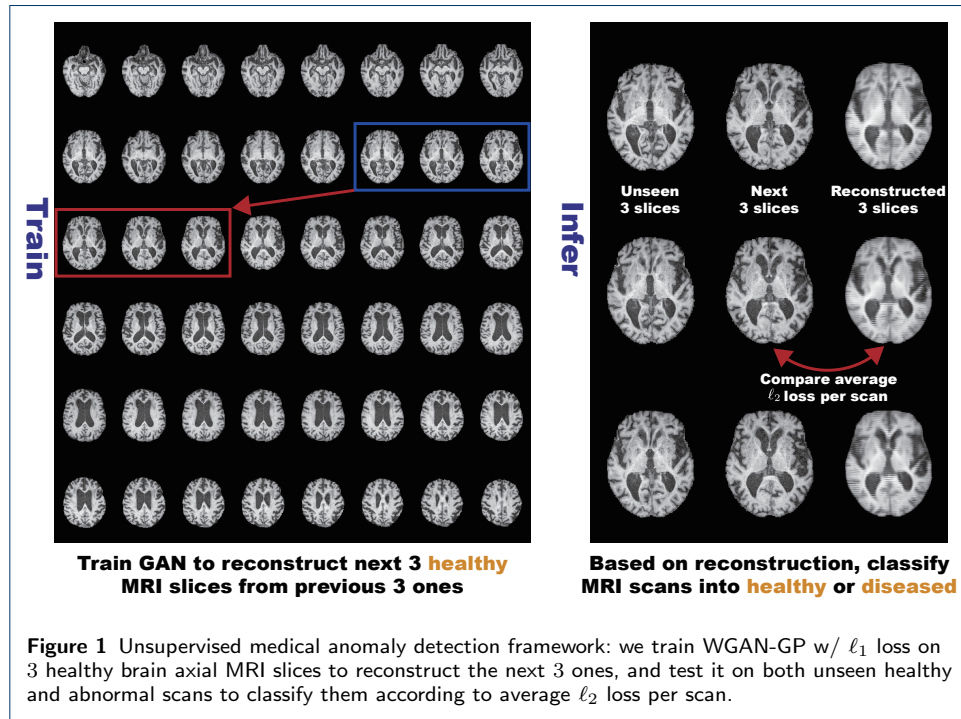 Train
Infer
Unseen
3 slices
Next
3 slices
Reconstructed
3 slices
Compare average
ℓ₂ loss per scan
Train GAN to reconstruct next 3 healthy
MRI slices from previous 3 ones
Based on reconstruction, classify
MRI scans into healthy or diseased
Figure 1 Unsupervised medical anomaly detection framework: we train WGAN-GP w/ ℓ₁ loss on
3 healthy brain axial MRI slices to reconstruct the next 3 ones, and test it on both unseen healthy
and abnormal scans to classify them according to average ℓ₂ loss per scan.